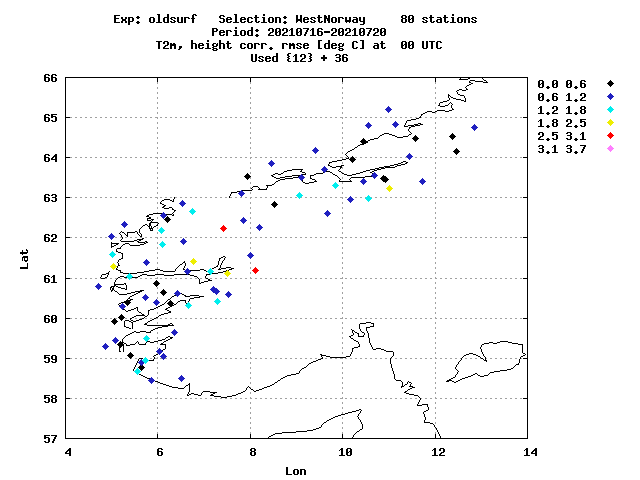 Exp: oldsurf   Selection: WestNorway     80 stations
Period: 20210716-20210720
T2m, height corr. rmse [deg C] at  00 UTC
Used {12} + 36
66
65
64
63
62
61
60
59
58
57
4 6 8 10 12 14
Lat
Lon
0.0 0.6
0.6 1.2
1.2 1.8
1.8 2.5
2.5 3.1
3.1 3.7